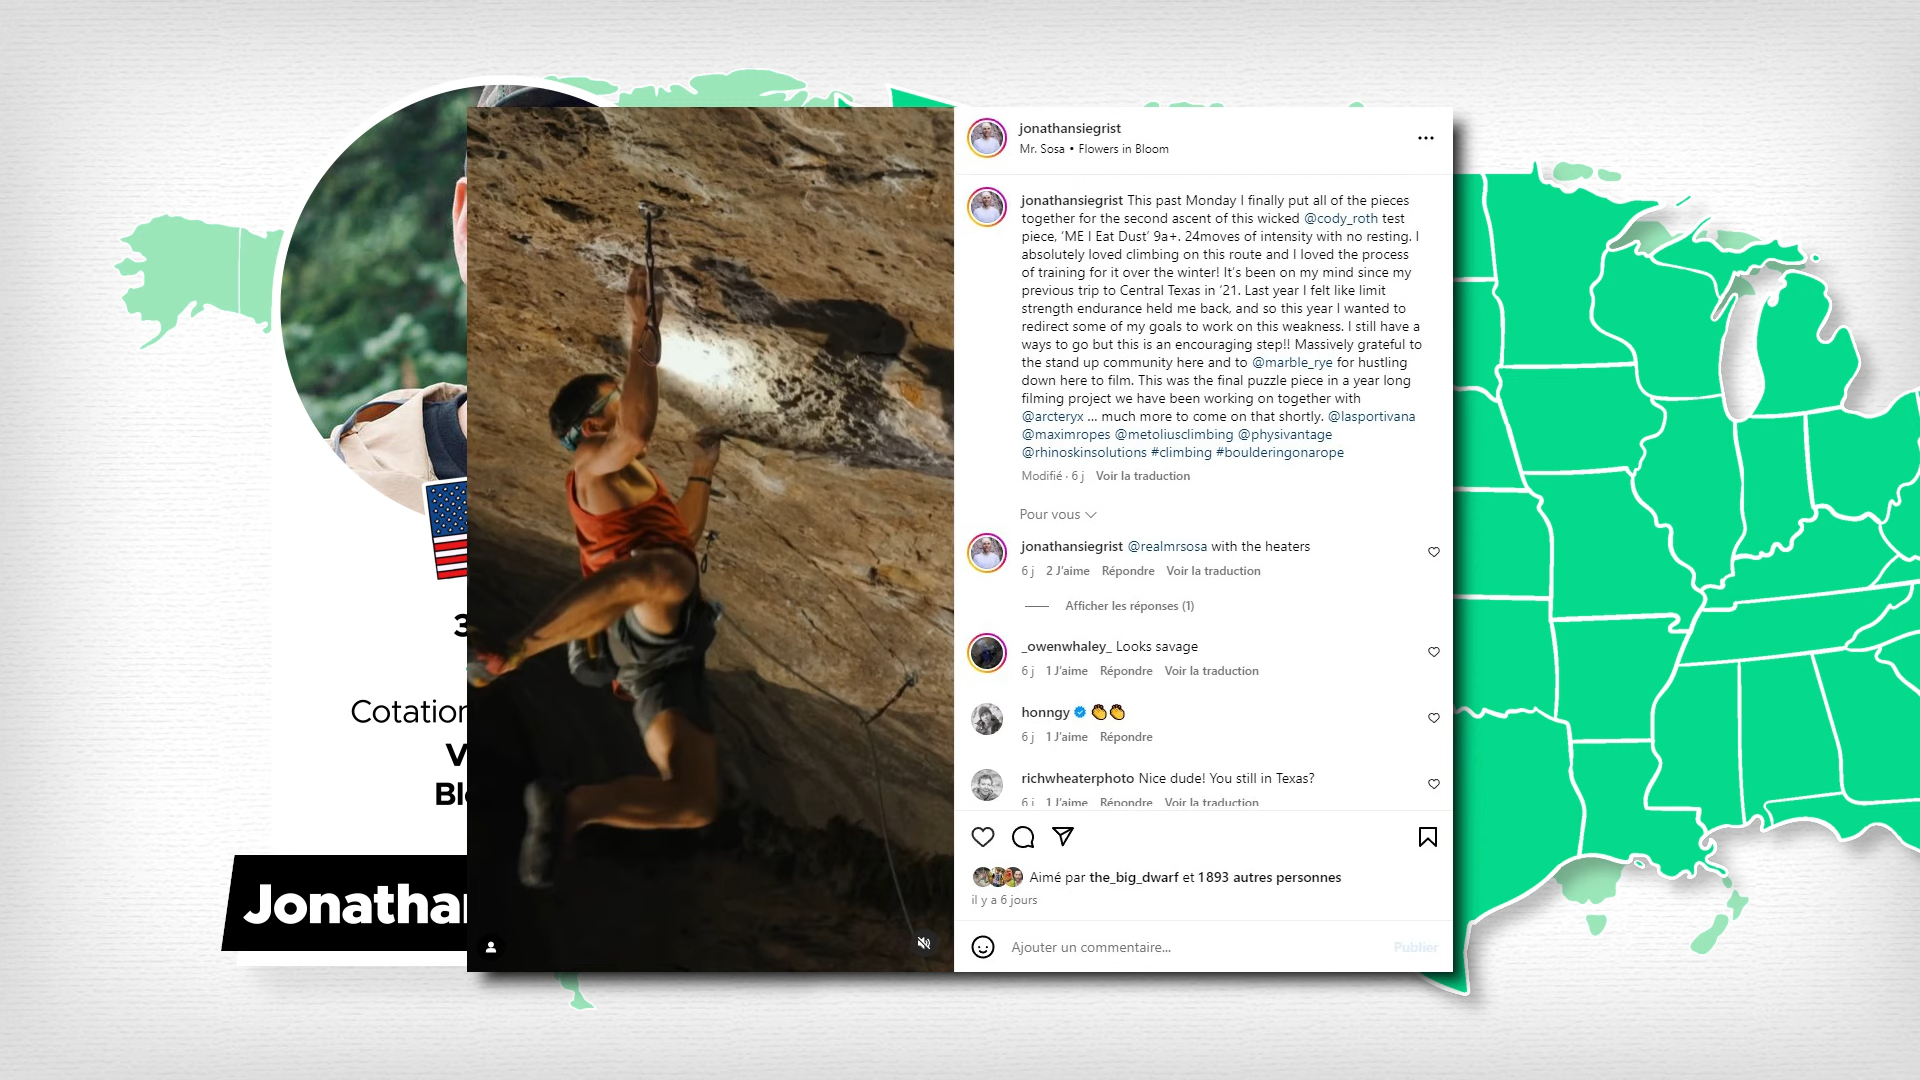 jonathansiegrist
Mr. Sosa • Flowers in Bloom
jonathansiegrist This past Monday I finally put all of the pieces
together for the second ascent of this wicked @cody_roth test
piece, ‘ME I Eat Dust’ 9a+. 24moves of intensity with no resting. I
absolutely loved climbing on this route and I loved the process
of training for it over the winter! It’s been on my mind since my
previous trip to Central Texas in ‘21. Last year I felt like limit
strength endurance held me back, and so this year I wanted to
redirect some of my goals to work on this weakness. I still have a
ways to go but this is an encouraging step!! Massively grateful to
the stand up community here and to @marble_rye for hustling
down here to film. This was the final puzzle piece in a year long
filming project we have been working on together with
@arcteryx ... much more to come on that shortly. @lasportivana
@maximropes @metoliusclimbing @physivantage
@rhinoskinsolutions #climbing #boulderingonarope
Modifié · 6 j Voir la traduction
Pour vous
jonathansiegrist @realmrsosa with the heaters
6 j 2 J’aime Répondre Voir la traduction
Afficher les réponses (1)
_owenwhaley_ Looks savage
6 j 1 J’aime Répondre Voir la traduction
honngy 👏👏
6 j 1 J’aime Répondre
richwheaterphoto Nice dude! You still in Texas?
6 j 1 J’aime Répondre Voir la traduction
Aimé par the_big_dwarf et 1893 autres personnes
il y a 6 jours
Ajouter un commentaire...
Publier
3
Cotation
V
Blo
Jonathan